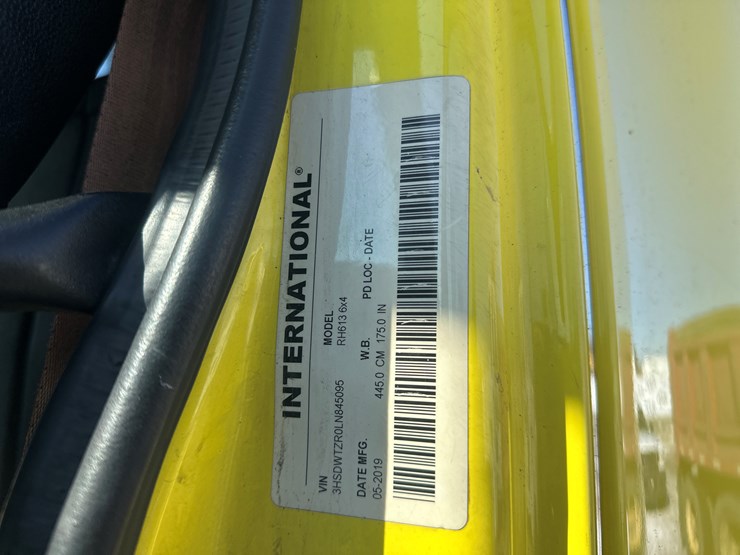 INTERNATIONAL®
VIN MODEL
3HSDWTZR0LN845095 RH613 6x4
DATE MFG. W.B. PD LOC - DATE
05-2019 445.0 CM 175.0 IN